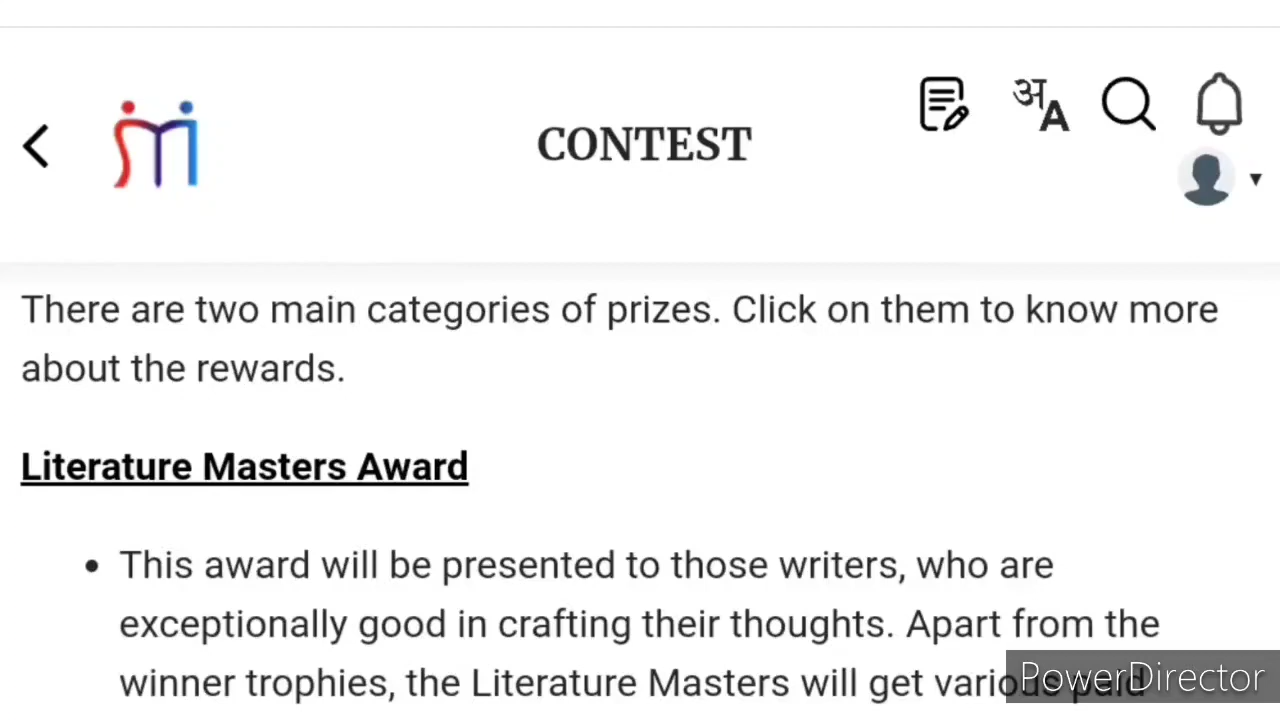 अA
CONTEST
There are two main categories of prizes. Click on them to know more
about the rewards.
Literature Masters Award
• This award will be presented to those writers, who are
exceptionally good in crafting their thoughts. Apart from the
winner trophies, the Literature Masters will get various paid
PowerDirector